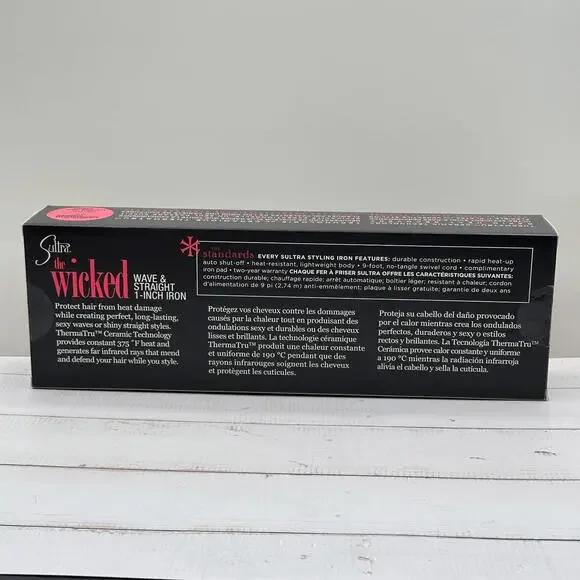 Sultra
the
wicked
WAVE &
STRAIGHT
1-INCH IRON
Protect hair from heat damage
while creating perfect, long-lasting,
sexy waves or shiny straight styles.
ThermaTru™ Ceramic Technology
provides constant 375 °F heat and
generates far infrared rays that mend
and defend your hair while you style.
THE
standards EVERY SULTRA STYLING IRON FEATURES: durable construction • rapid heat-up
auto shut-off • heat-resistant, lightweight body • 9-foot, no-tangle swivel cord • complimentary
iron pad • two-year warranty CHAQUE FER À FRISER SULTRA OFFRE LES CARACTÉRISTIQUES SUIVANTES:
construction durable; chauffage rapide; arrêt automatique; boîtier léger; resistant à chaleur; cordon
d'alimentation de 9 pi (2,74 m) anti-emmêlement; plaque à lisser gratuite; garantie de deux ans
Protégez vos cheveux contre les dommages
causés par la chaleur tout en produisant des
ondulations sexy et durables ou des cheveux
lisses et brillants. La technologie céramique
ThermaTru™ produit une chaleur constante
et uniforme de 190 °C pendant que des
rayons infrarouges soignent les cheveux
et protègent les cuticules.
Proteja su cabello del daño provocado
por el calor mientras crea los ondulados
perfectos, duraderos y sexy o estilos
rectos y brillantes. La Tecnología ThermaTru™
Cerámica provee calor constante y uniforme
a 190 °C mientras la radiación infrarroja
alivia el cabello y sella la cutícula.